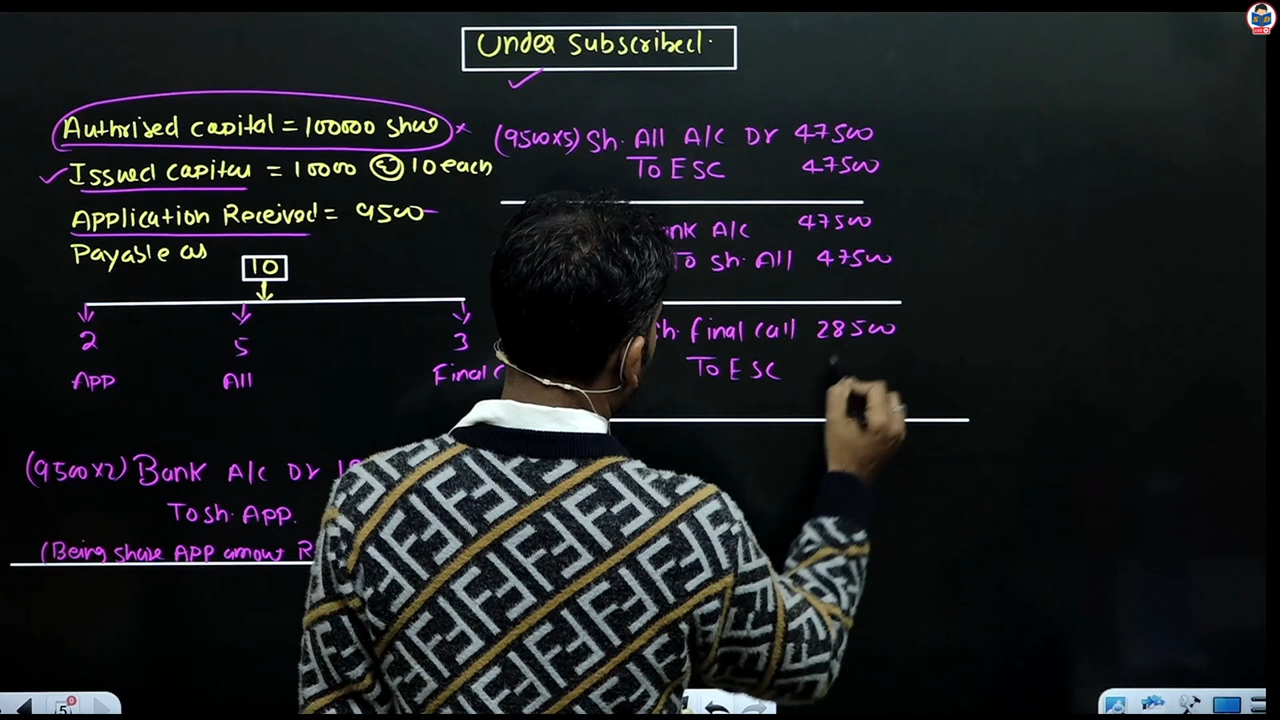 Under Subscribed.
Authrised capital = 100000 share
Issued capital = 10000 @ 10 each
Application Received = 9500
Payable as
10
2 5 3
App All Final
(9500x2) Bank A/c Dr
To sh. App.
(Being share APP amount
(9500x5) Sh. All A/c Dr 47500
To ESC 47500
A/c 47500
To sh. All 47500
final call 28500
To ESC
5
SD